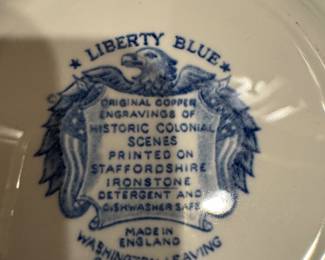 ★ LIBERTY BLUE ★
ORIGINAL COPPER
ENGRAVINGS OF
HISTORIC COLONIAL
SCENES
PRINTED ON
STAFFORDSHIRE
IRONSTONE
DETERGENT AND
DISHWASHER SAFE
MADE IN
ENGLAND
WASHINGTON LEAVING